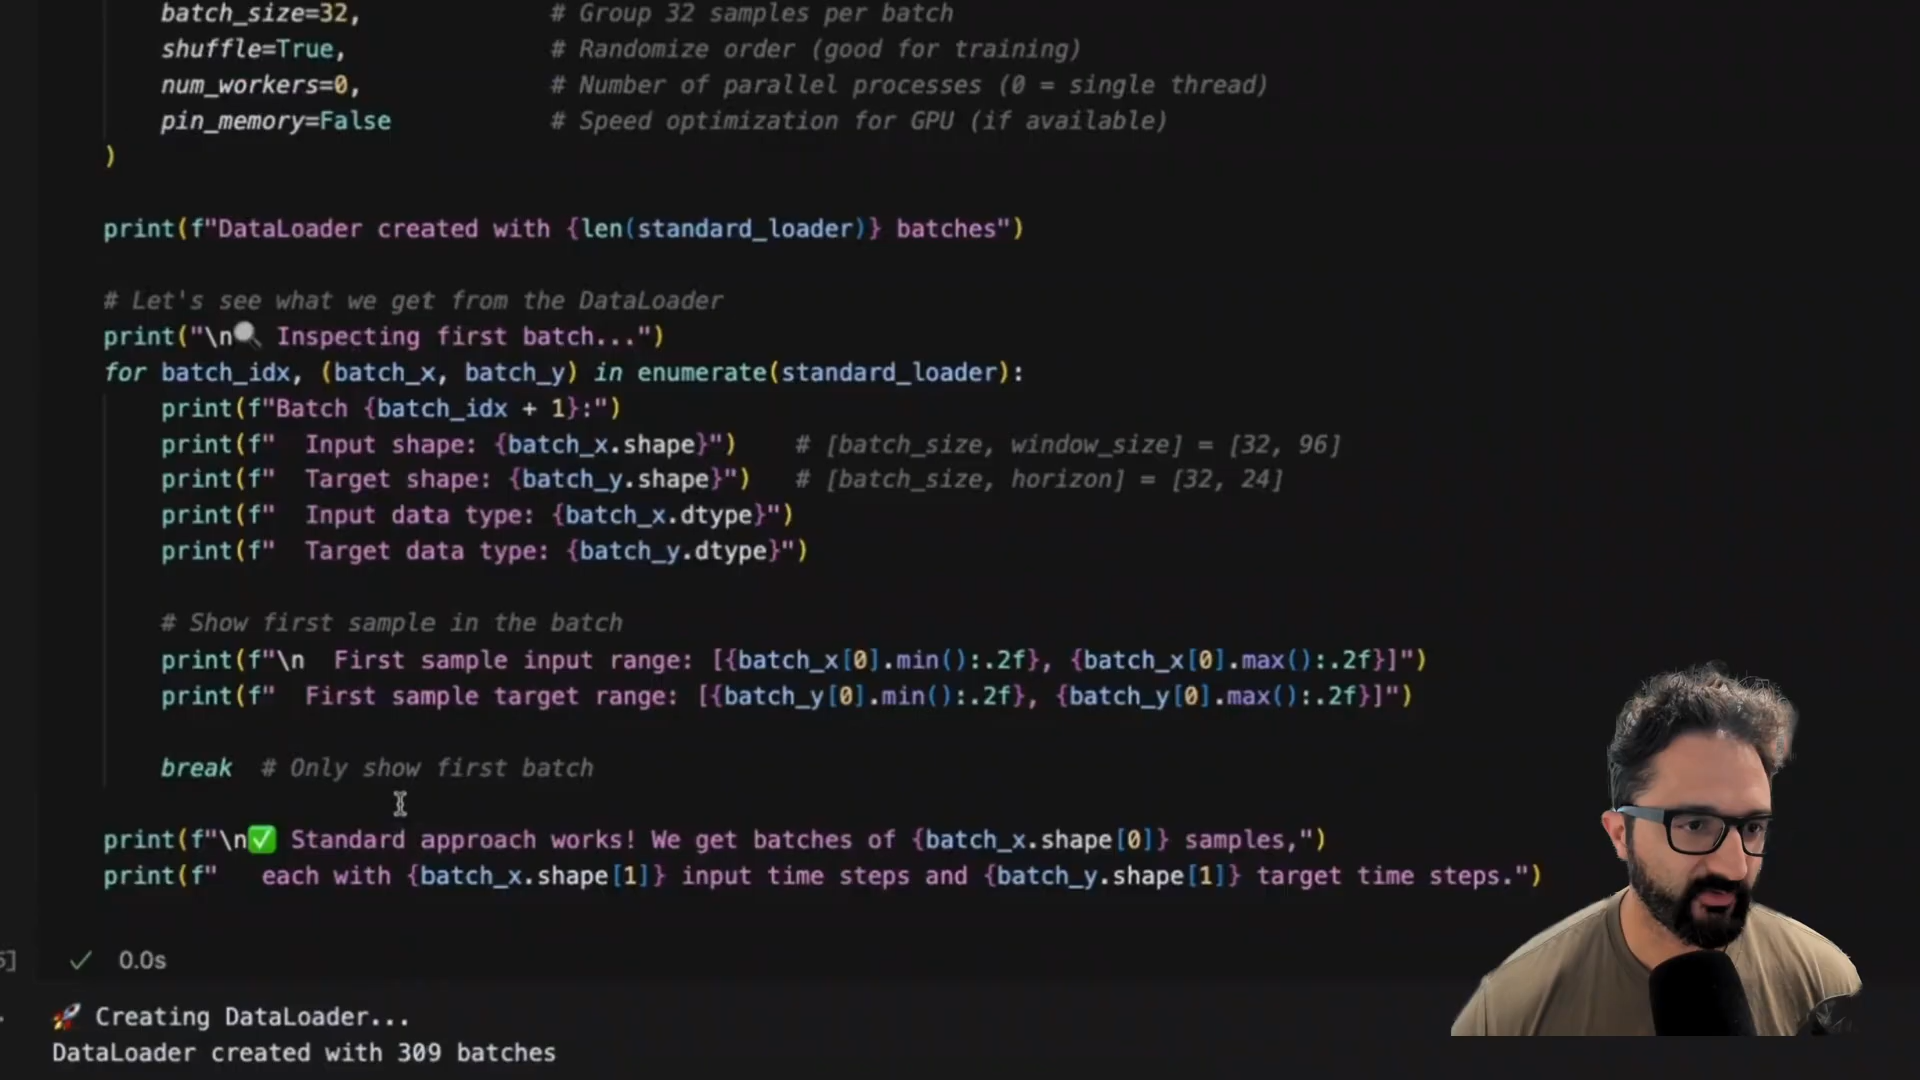 batch_size=32, # Group 32 samples per batch
shuffle=True, # Randomize order (good for training)
num_workers=0, # Number of parallel processes (0 = single thread)
pin_memory=False # Speed optimization for GPU (if available)
)
print(f"DataLoader created with {len(standard_loader)} batches")
# Let's see what we get from the DataLoader
print("\n🔍 Inspecting first batch...")
for batch_idx, (batch_x, batch_y) in enumerate(standard_loader):
print(f"Batch {batch_idx + 1}:")
print(f"  Input shape: {batch_x.shape}") # [batch_size, window_size] = [32, 96]
print(f"  Target shape: {batch_y.shape}") # [batch_size, horizon] = [32, 24]
print(f"  Input data type: {batch_x.dtype}")
print(f"  Target data type: {batch_y.dtype}")
# Show first sample in the batch
print(f"\n  First sample input range: [{batch_x[0].min():.2f}, {batch_x[0].max():.2f}]")
print(f"  First sample target range: [{batch_y[0].min():.2f}, {batch_y[0].max():.2f}]")
break # Only show first batch
print(f"\n✅ Standard approach works! We get batches of {batch_x.shape[0]} samples,")
print(f"   each with {batch_x.shape[1]} input time steps and {batch_y.shape[1]} target time steps.")
✓ 0.0s
🚀 Creating DataLoader...
DataLoader created with 309 batches